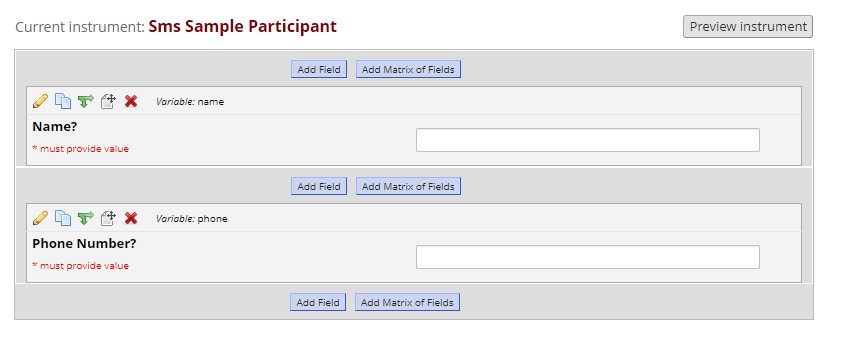 Current instrument: Sms Sample Participant Preview instrument
Add Field Add Matrix of Fields
Variable: name
Name?
* must provide value
Add Field Add Matrix of Fields
Variable: phone
Phone Number?
* must provide value
Add Field Add Matrix of Fields